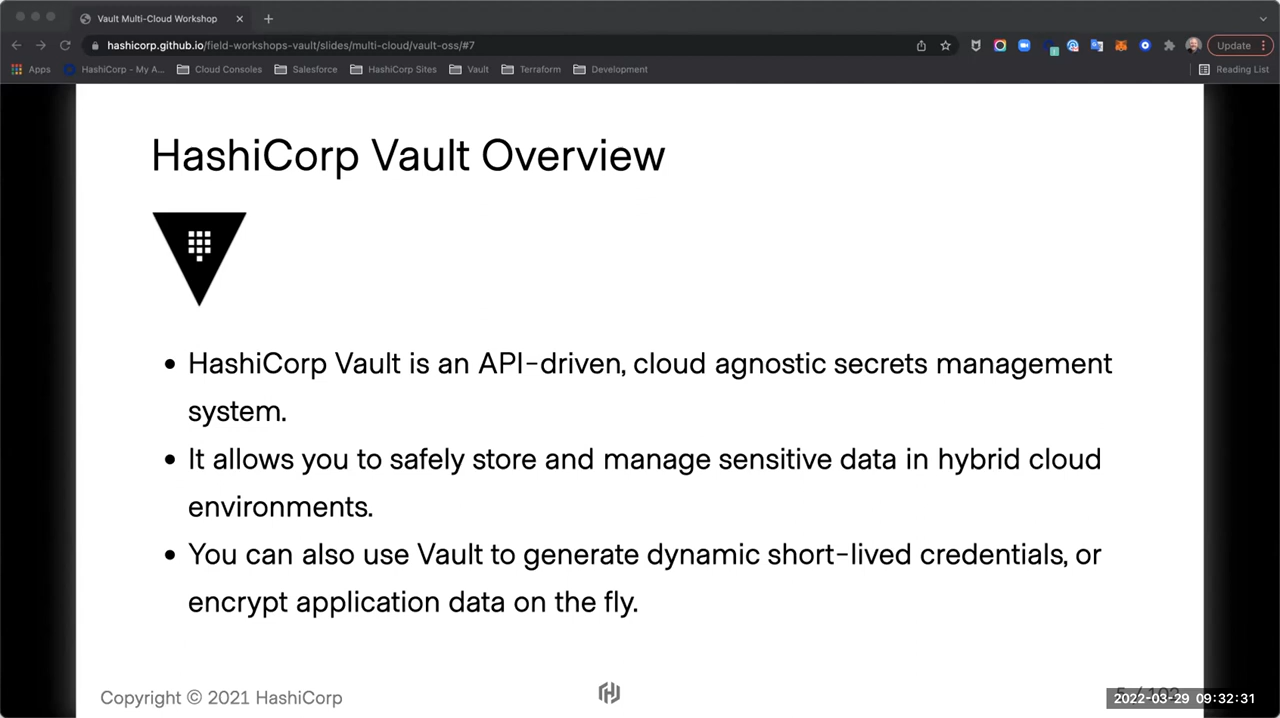 Vault Multi-Cloud Workshop
hashicorp.github.io/field-workshops-vault/slides/multi-cloud/vault-oss/#7
Update
Apps
HashiCorp - My A...
Cloud Consoles
Salesforce
HashiCorp Sites
Vault
Terraform
Development
Reading List
HashiCorp Vault Overview
HashiCorp Vault is an API-driven, cloud agnostic secrets management
system.
It allows you to safely store and manage sensitive data in hybrid cloud
environments.
You can also use Vault to generate dynamic short-lived credentials, or
encrypt application data on the fly.
Copyright © 2021 HashiCorp
2022-03-29 09:32:31